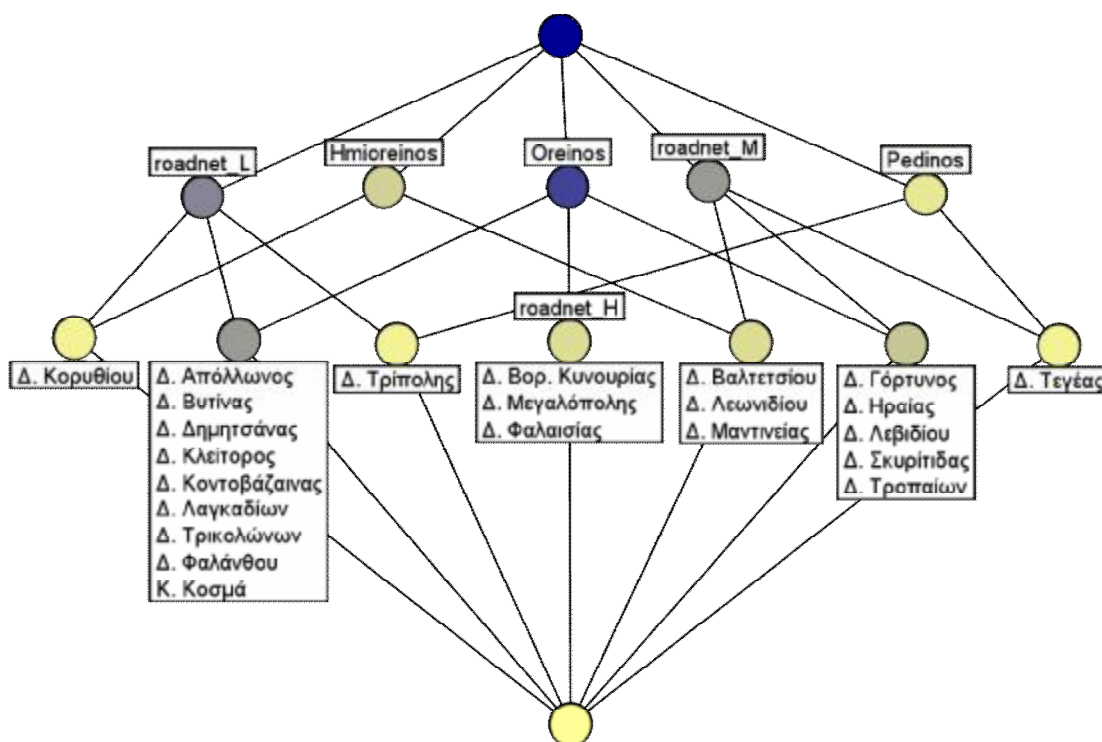 roadnet_L
Hmioreinos
Oreinos
roadnet_M
Pedinos
roadnet_H
Δ. Κορυθίου
Δ. Απόλλωνος
Δ. Βυτίνας
Δ. Δημητσάνας
Δ. Κλείτορος
Δ. Κοντοβάζαινας
Δ. Λαγκαδίων
Δ. Τρικολώνων
Δ. Φαλάνθου
Κ. Κοσμά
Δ. Τρίπολης
Δ. Βορ. Κυνουρίας
Δ. Μεγαλόπολης
Δ. Φαλαισίας
Δ. Βαλτετσίου
Δ. Λεωνιδίου
Δ. Μαντινείας
Δ. Γόρτυνος
Δ. Ηραίας
Δ. Λεβιδίου
Δ. Σκυρίτιδας
Δ. Τροπαίων
Δ. Τεγέας